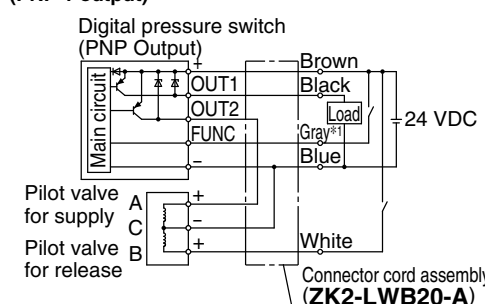 (PNP 1 output)
Digital pressure switch
(PNP Output)
+
Brown
OUT1
Black
OUT2
Load
24 VDC
Main circuit
FUNC
Gray*1
−
Blue
Pilot valve
for supply
A
+
C
−
Pilot valve
for release
B
+
White
Connector cord assembly
(ZK2-LWB20-A)